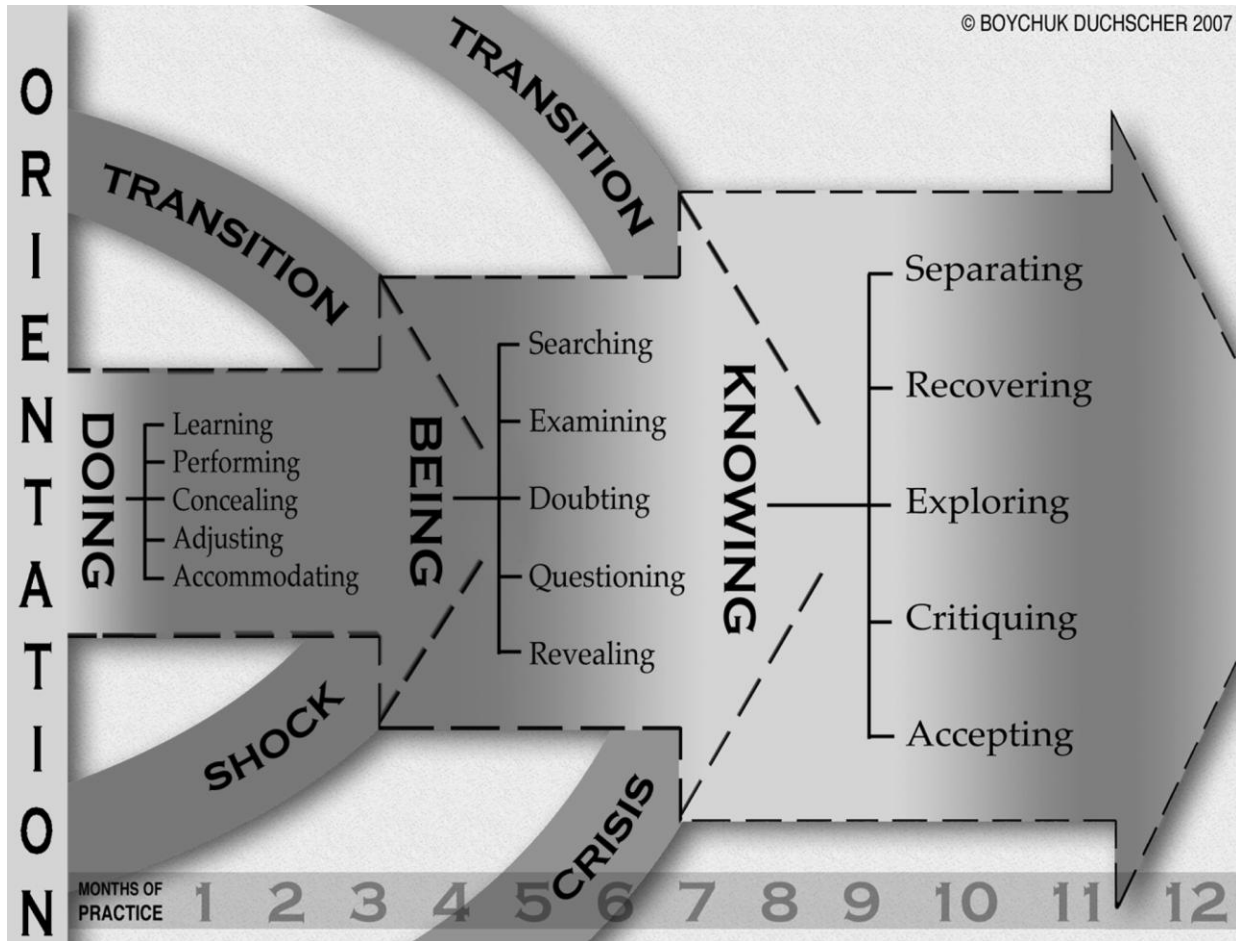 © BOYCHUK DUCHSCHER 2007
ORIENTATION
TRANSITION
TRANSITION
DOING
Learning
Performing
Concealing
Adjusting
Accommodating
BEING
Searching
Examining
Doubting
Questioning
Revealing
KNOWING
Separating
Recovering
Exploring
Critiquing
Accepting
SHOCK
CRISIS
MONTHS OF
PRACTICE 1 2 3 4 5 6 7 8 9 10 11 12